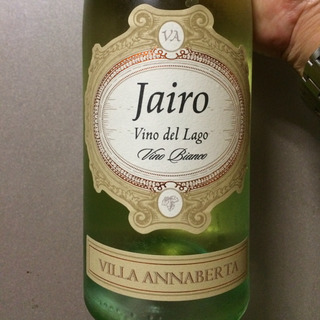 VA
Jairo
Vino del Lago
Vino Bianco
VILLA ANNABERTA